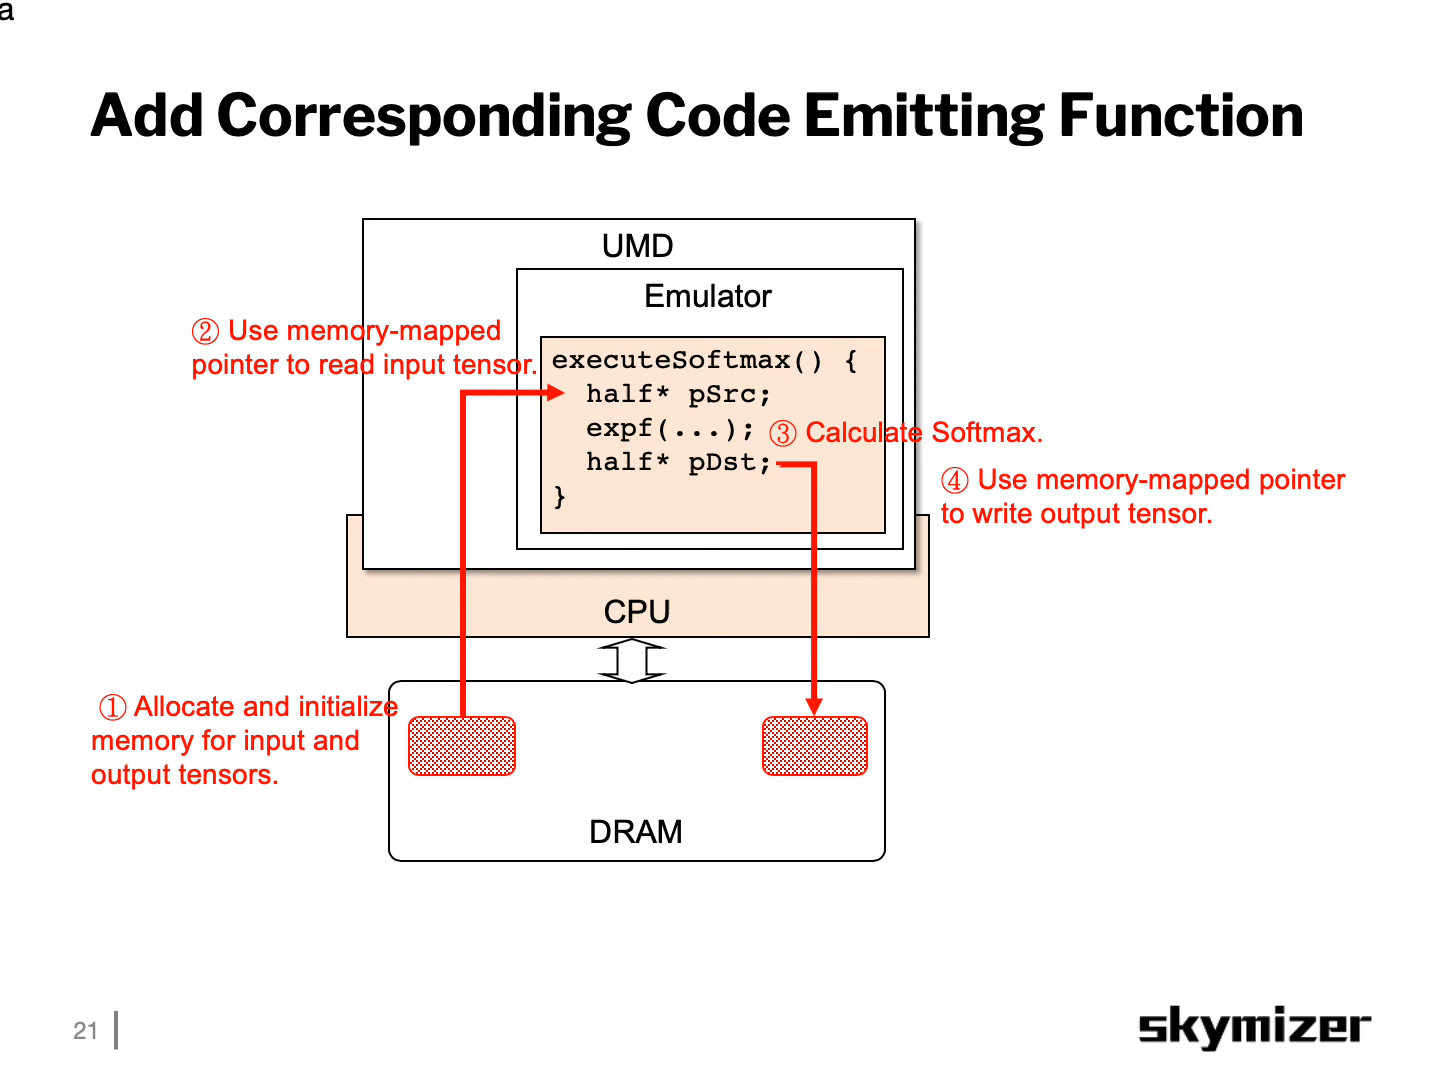 a
Add Corresponding Code Emitting Function
UMD
Emulator
② Use memory-mapped
pointer to read input tensor.
executeSoftmax() {
  half* pSrc;
  expf(...);
③ Calculate Softmax.
  half* pDst;
}
④ Use memory-mapped pointer
to write output tensor.
CPU
① Allocate and initialize
memory for input and
output tensors.
DRAM
21
skymizer